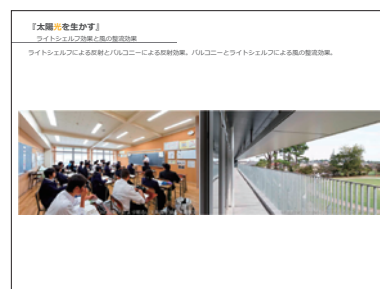 『太陽光を生かす』
ライトシェルフ効果と風の整流効果
ライトシェルフによる反射とバルコニーによる反射効果。バルコニーとライトシェルフによる風の整流効果。